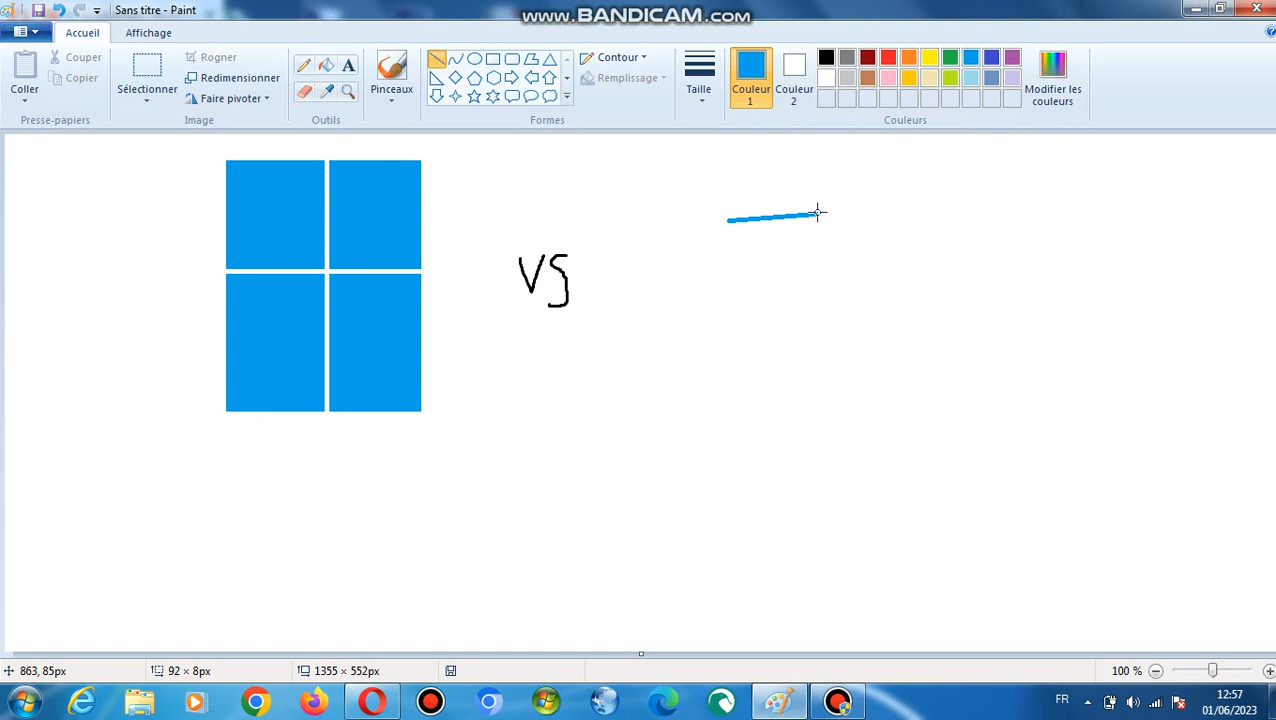 www.BANDICAM.com
Sans titre - Paint
Accueil
Affichage
Coller
Couper
Copier
Presse-papiers
Sélectionner
Rogner
Redimensionner
Faire pivoter
Image
A
Outils
Pinceaux
Contour
Remplissage
Formes
Taille
Couleur
1
Couleur
2
Modifier les
couleurs
Couleurs
VS
863, 85px
92 × 8px
1355 × 552px
100 %
FR
12:57
01/06/2023